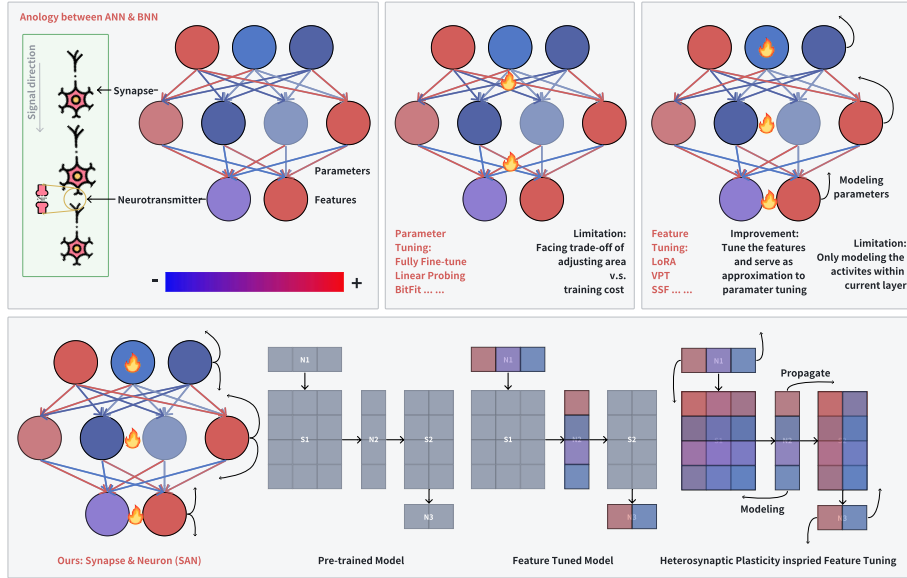 Anology between ANN & BNN
Signal direction
Synapse
Neurotransmitter
Parameters
Features
-
+
Parameter
Tuning:
Fully Fine-tune
Linear Probing
BitFit ... ...
Limitation:
Facing trade-off of
adjusting area
v.s.
training cost
Modeling
parameters
Feature
Tuning:
LoRA
VPT
SSF ... ...
Improvement:
Tune the features
and serve as
approximation to
paramater tuning
Limitation:
Only modeling the
activites within
current layer
Ours: Synapse & Neuron (SAN)
N1
S1
N2
S2
N3
Pre-trained Model
N1
S1
N2
S2
N3
Feature Tuned Model
N1
Propagate
S1
N2
Modeling
N3
Heterosynaptic Plasticity inspried Feature Tuning